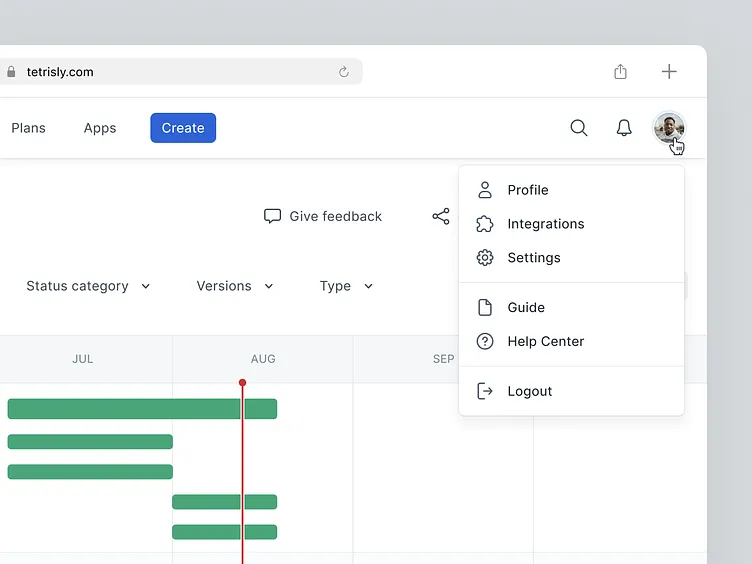 tetrisly.com
Plans Apps Create
Profile
Give feedback
Integrations
Settings
Status category Versions Type
Guide
Help Center
JUL AUG SEP
Logout